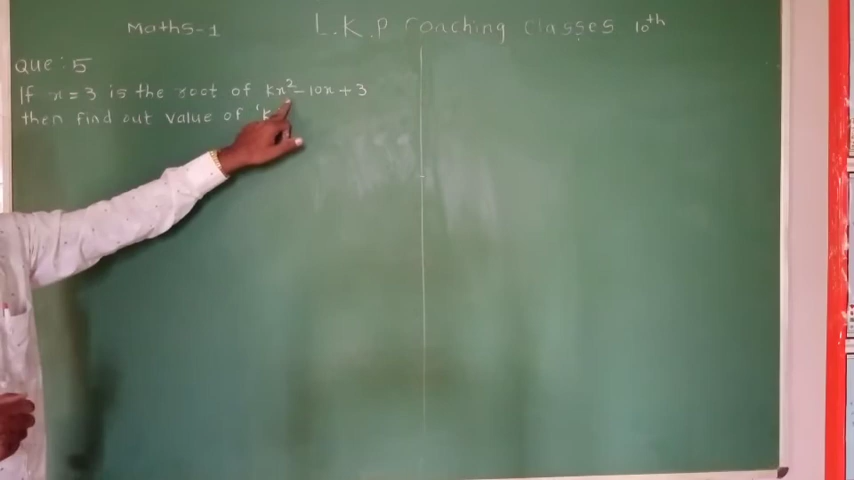 Maths-1
L.K.P coaching classes 10th
Que: 5
If x = 3 is the root of kx² - 10x + 3
then find out value of 'k